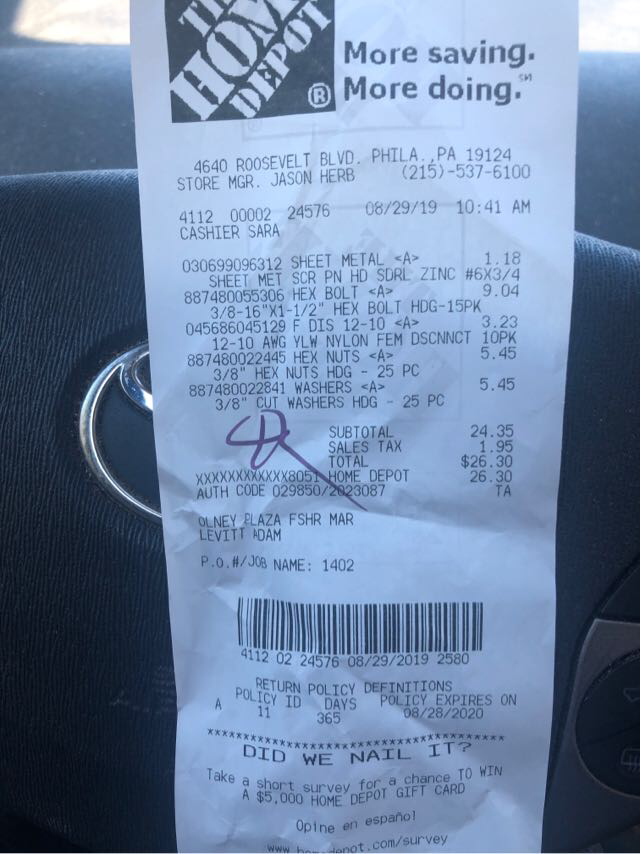 THE
HOME
DEPOT
®
More saving.
More doing.℠
4640 ROOSEVELT BLVD. PHILA.,PA 19124
STORE MGR. JASON HERB (215)-537-6100
4112 00002 24576 08/29/19 10:41 AM
CASHIER SARA
030699096312 SHEET METAL <A> 1.18
SHEET MET SCR PN HD SDRL ZINC #6X3/4
887480055306 HEX BOLT <A> 9.04
3/8-16"X1-1/2" HEX BOLT HDG-15PK
045686045129 F DIS 12-10 <A> 3.23
12-10 AWG YLW NYLON FEM DSCNNCT 10PK
887480022445 HEX NUTS <A> 5.45
3/8" HEX NUTS HDG - 25 PC
887480022841 WASHERS <A> 5.45
3/8" CUT WASHERS HDG - 25 PC
SUBTOTAL 24.35
SALES TAX 1.95
TOTAL $26.30
XXXXXXXXXXXX8051 HOME DEPOT 26.30
AUTH CODE 029850/2023087 TA
OLNEY PLAZA FSHR MAR
LEVITT ADAM
P.O.#/JOB NAME: 1402
4112 02 24576 08/29/2019 2580
RETURN POLICY DEFINITIONS
POLICY ID DAYS POLICY EXPIRES ON
A 11 365 08/28/2020
DID WE NAIL IT?
Take a short survey for a chance TO WIN
A $5,000 HOME DEPOT GIFT CARD
Opine en español
www.homedepot.com/survey